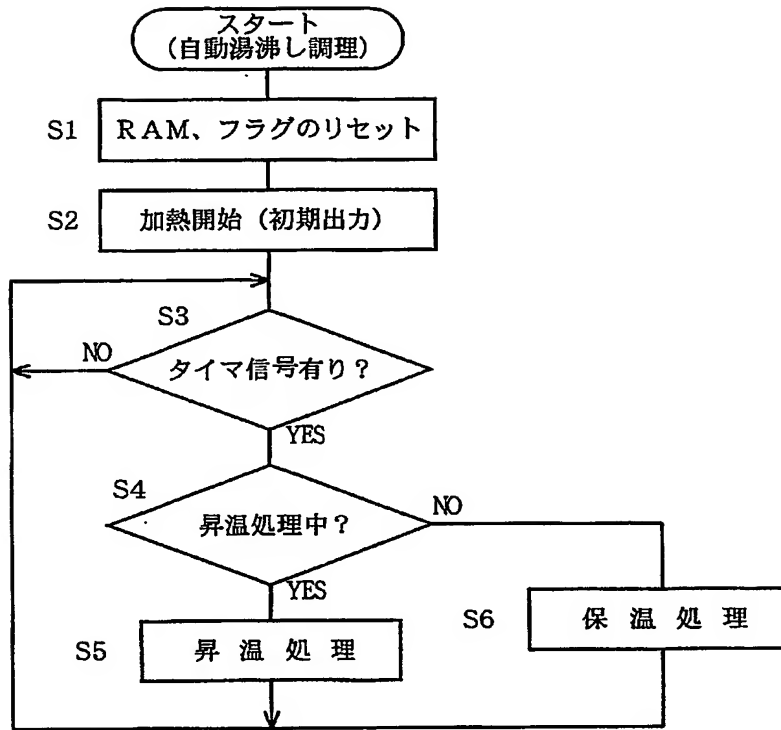 スタート
(自動湯沸し調理)
S1
RAM、フラグのリセット
S2
加熱開始(初期出力)
S3
NO
タイマ信号有り?
YES
S4
NO
昇温処理中?
YES
S5
昇温処理
S6
保温処理